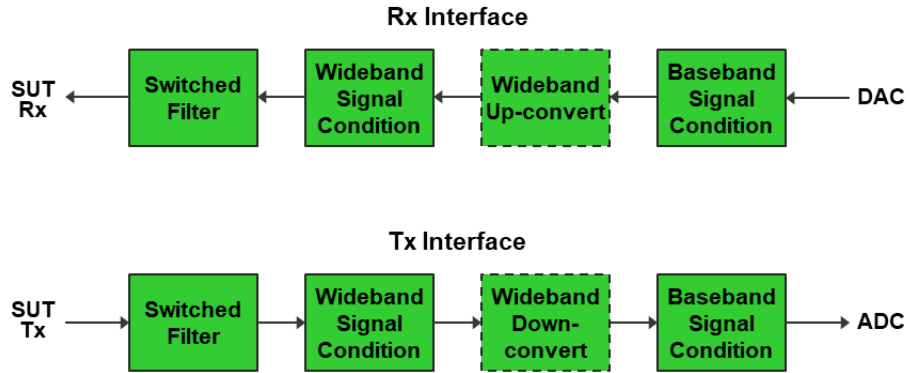 Rx Interface
SUT
Rx
Switched
Filter
Wideband
Signal
Condition
Wideband
Up-convert
Baseband
Signal
Condition
DAC
Tx Interface
SUT
Tx
Switched
Filter
Wideband
Signal
Condition
Wideband
Down-
convert
Baseband
Signal
Condition
ADC